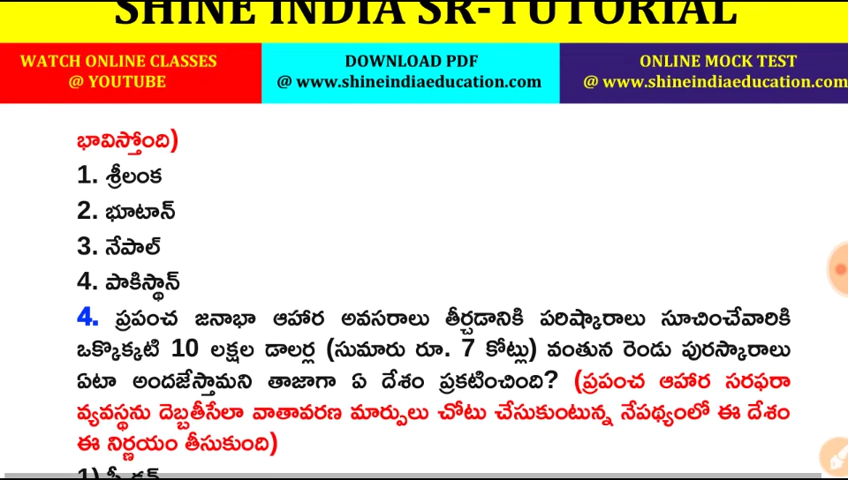 SHINE INDIA SR-TUTORIAL
WATCH ONLINE CLASSES
@ YOUTUBE
DOWNLOAD PDF
@ www.shineindiaeducation.com
ONLINE MOCK TEST
@ www.shineindiaeducation.com
భావిస్తోంది)
1. శ్రీలంక
2. భూటాన్
3. నేపాల్
4. పాకిస్థాన్
4. ప్రపంచ జనాభా ఆహార అవసరాలు తీర్చడానికి పరిష్కారాలు సూచించేవారికి
ఒక్కొక్కటి 10 లక్షల డాలర్ల (సుమారు రూ. 7 కోట్లు) వంతున రెండు పురస్కారాలు
ఏటా అందజేస్తామని తాజాగా ఏ దేశం ప్రకటించింది? (ప్రపంచ ఆహార సరఫరా
వ్యవస్థను దెబ్బతీసేలా వాతావరణ మార్పులు చోటు చేసుకుంటున్న నేపథ్యంలో ఈ దేశం
ఈ నిర్ణయం తీసుకుంది)
1)